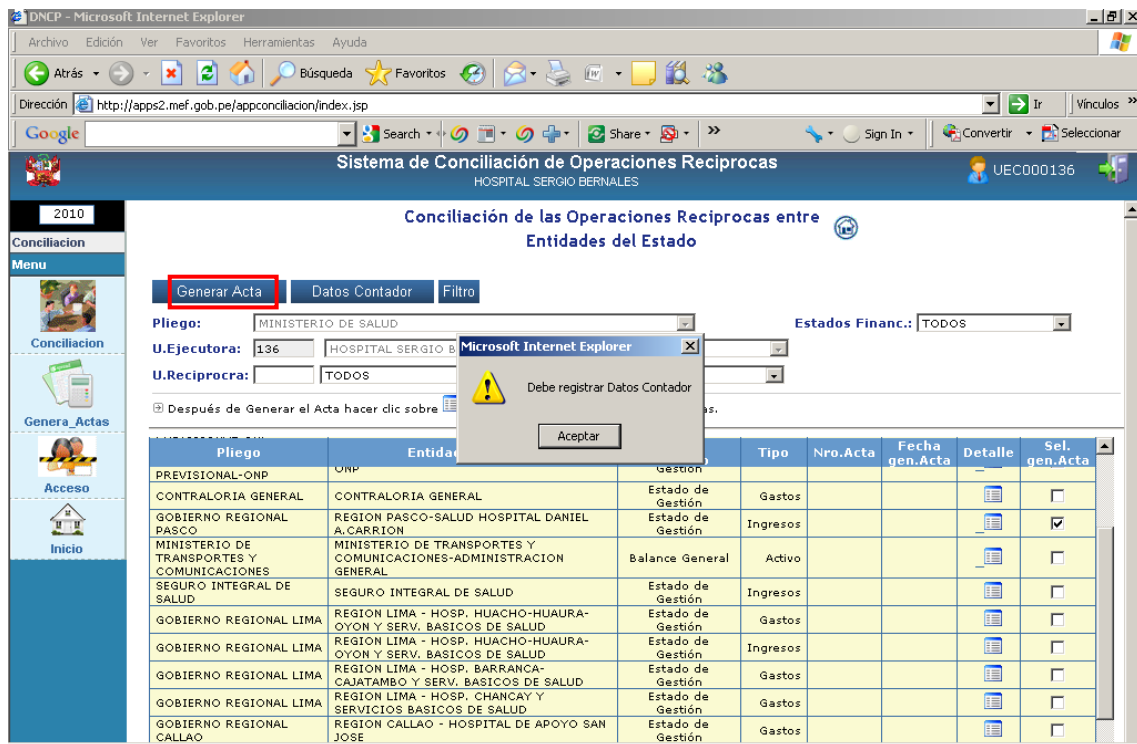 DNCP - Microsoft Internet Explorer
Archivo Edición Ver Favoritos Herramientas Ayuda
Atrás Búsqueda Favoritos
Dirección http://apps2.mef.gob.pe/appconciliacion/index.jsp Ir Vínculos »
Google Search Share » Sign In Convertir Seleccionar
Sistema de Conciliación de Operaciones Reciprocas
HOSPITAL SERGIO BERNALES
UEC000136
2010
Conciliacion
Menu
Conciliacion
Genera_Actas
Acceso
Inicio
Conciliación de las Operaciones Reciprocas entre
Entidades del Estado
Generar Acta Datos Contador Filtro
Pliego: MINISTERIO DE SALUD Estados Financ.: TODOS
U.Ejecutora: 136 HOSPITAL SERGIO B
U.Reciprocra: TODOS
Microsoft Internet Explorer
Debe registrar Datos Contador
Aceptar
Después de Generar el Acta hacer clic sobre
Pliego Entidad Tipo Nro.Acta Fecha gen.Acta Detalle Sel. gen.Acta
PREVISIONAL-ONP ONP Gestión
CONTRALORIA GENERAL CONTRALORIA GENERAL Estado de Gestión Gastos
GOBIERNO REGIONAL PASCO REGION PASCO-SALUD HOSPITAL DANIEL A.CARRION Estado de Gestión Ingresos
MINISTERIO DE TRANSPORTES Y COMUNICACIONES MINISTERIO DE TRANSPORTES Y COMUNICACIONES-ADMINISTRACION GENERAL Balance General Activo
SEGURO INTEGRAL DE SALUD SEGURO INTEGRAL DE SALUD Estado de Gestión Ingresos
GOBIERNO REGIONAL LIMA REGION LIMA - HOSP. HUACHO-HUAURA-OYON Y SERV. BASICOS DE SALUD Estado de Gestión Gastos
GOBIERNO REGIONAL LIMA REGION LIMA - HOSP. HUACHO-HUAURA-OYON Y SERV. BASICOS DE SALUD Estado de Gestión Ingresos
GOBIERNO REGIONAL LIMA REGION LIMA - HOSP. BARRANCA-CAJATAMBO Y SERV. BASICOS DE SALUD Estado de Gestión Gastos
GOBIERNO REGIONAL LIMA REGION LIMA - HOSP. CHANCAY Y SERVICIOS BASICOS DE SALUD Estado de Gestión Gastos
GOBIERNO REGIONAL CALLAO REGION CALLAO - HOSPITAL DE APOYO SAN JOSE Estado de Gestión Gastos